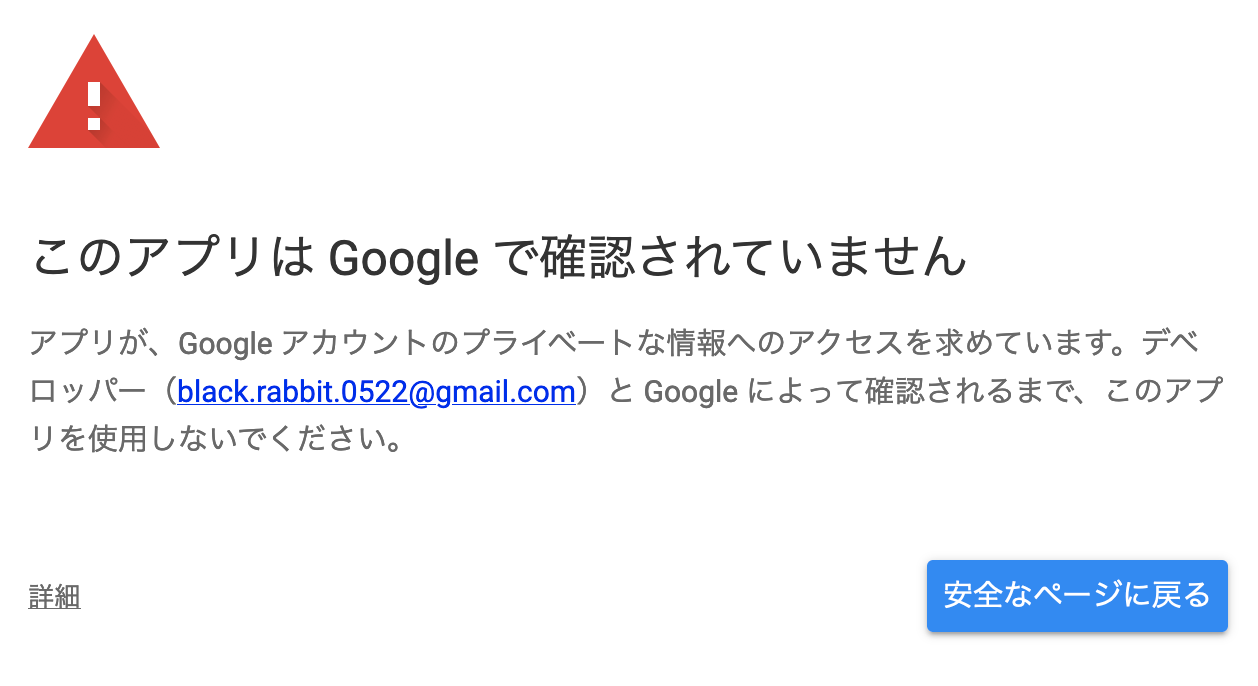 このアプリは Google で確認されていません
アプリが、Google アカウントのプライベートな情報へのアクセスを求めています。デベ
ロッパー（black.rabbit.0522@gmail.com）と Google によって確認されるまで、このアプ
リを使用しないでください。
詳細
安全なページに戻る